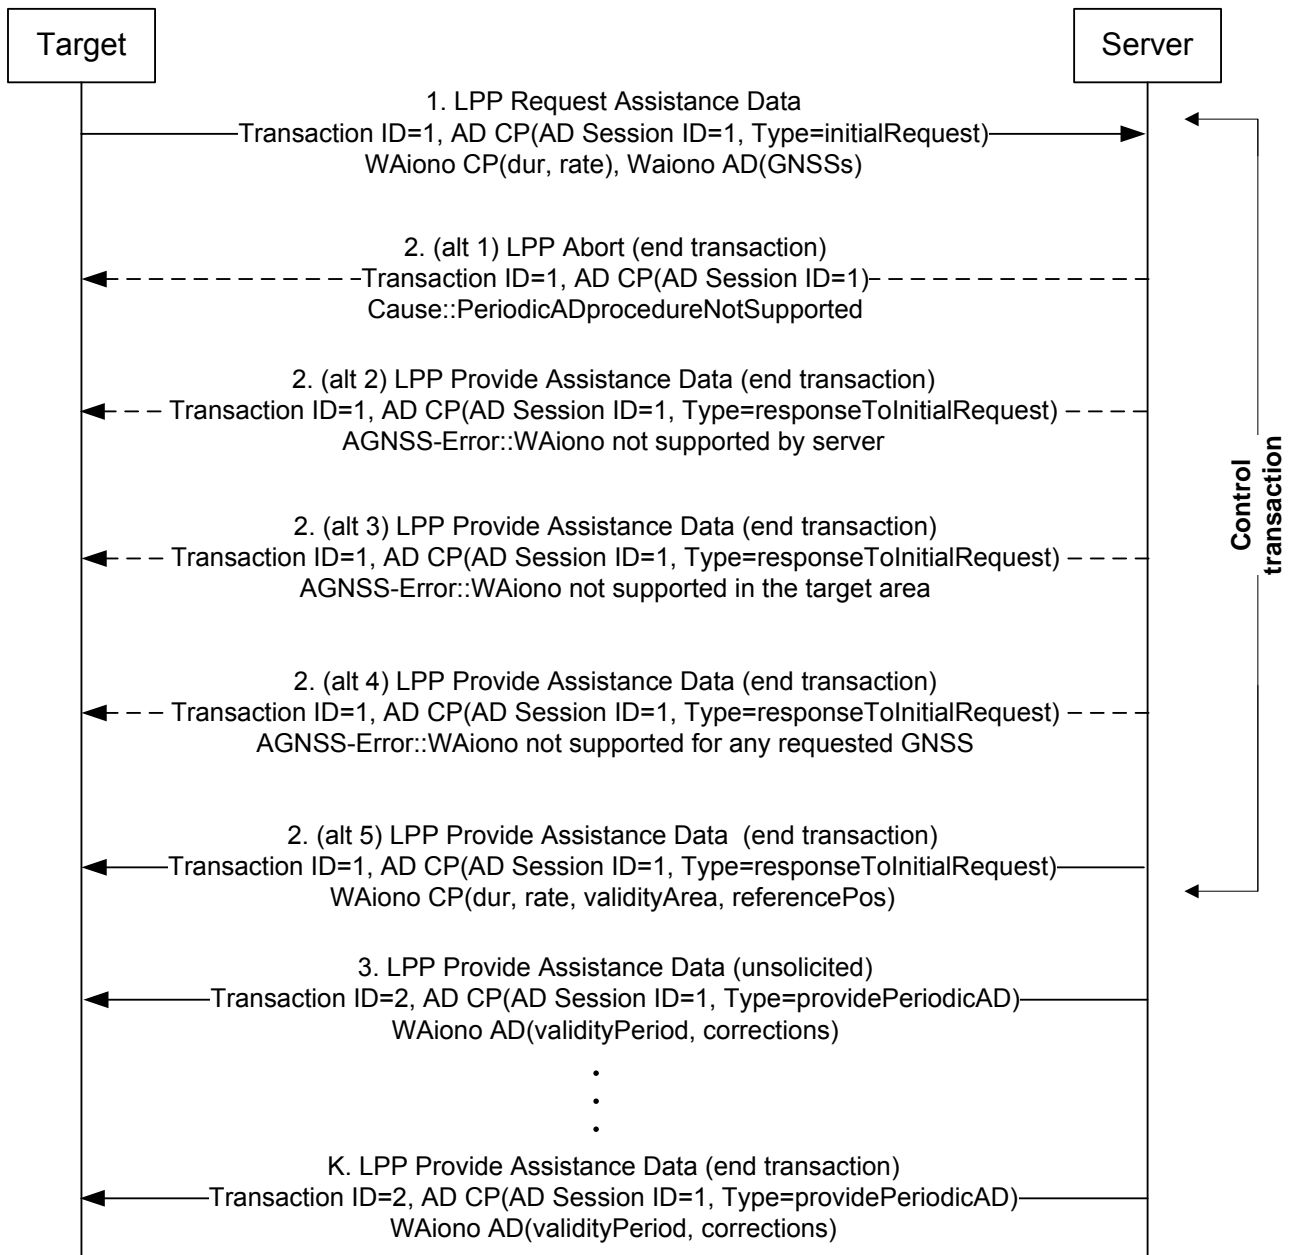 Target
Server
1. LPP Request Assistance Data
Transaction ID=1, AD CP(AD Session ID=1, Type=initialRequest)
WAiono CP(dur, rate), Waiono AD(GNSSs)
2. (alt 1) LPP Abort (end transaction)
Transaction ID=1, AD CP(AD Session ID=1)
Cause::PeriodicADprocedureNotSupported
2. (alt 2) LPP Provide Assistance Data (end transaction)
Transaction ID=1, AD CP(AD Session ID=1, Type=responseToInitialRequest)
AGNSS-Error::WAiono not supported by server
2. (alt 3) LPP Provide Assistance Data (end transaction)
Transaction ID=1, AD CP(AD Session ID=1, Type=responseToInitialRequest)
AGNSS-Error::WAiono not supported in the target area
2. (alt 4) LPP Provide Assistance Data (end transaction)
Transaction ID=1, AD CP(AD Session ID=1, Type=responseToInitialRequest)
AGNSS-Error::WAiono not supported for any requested GNSS
2. (alt 5) LPP Provide Assistance Data (end transaction)
Transaction ID=1, AD CP(AD Session ID=1, Type=responseToInitialRequest)
WAiono CP(dur, rate, validityArea, referencePos)
Control
transaction
3. LPP Provide Assistance Data (unsolicited)
Transaction ID=2, AD CP(AD Session ID=1, Type=providePeriodicAD)
WAiono AD(validityPeriod, corrections)
K. LPP Provide Assistance Data (end transaction)
Transaction ID=2, AD CP(AD Session ID=1, Type=providePeriodicAD)
WAiono AD(validityPeriod, corrections)